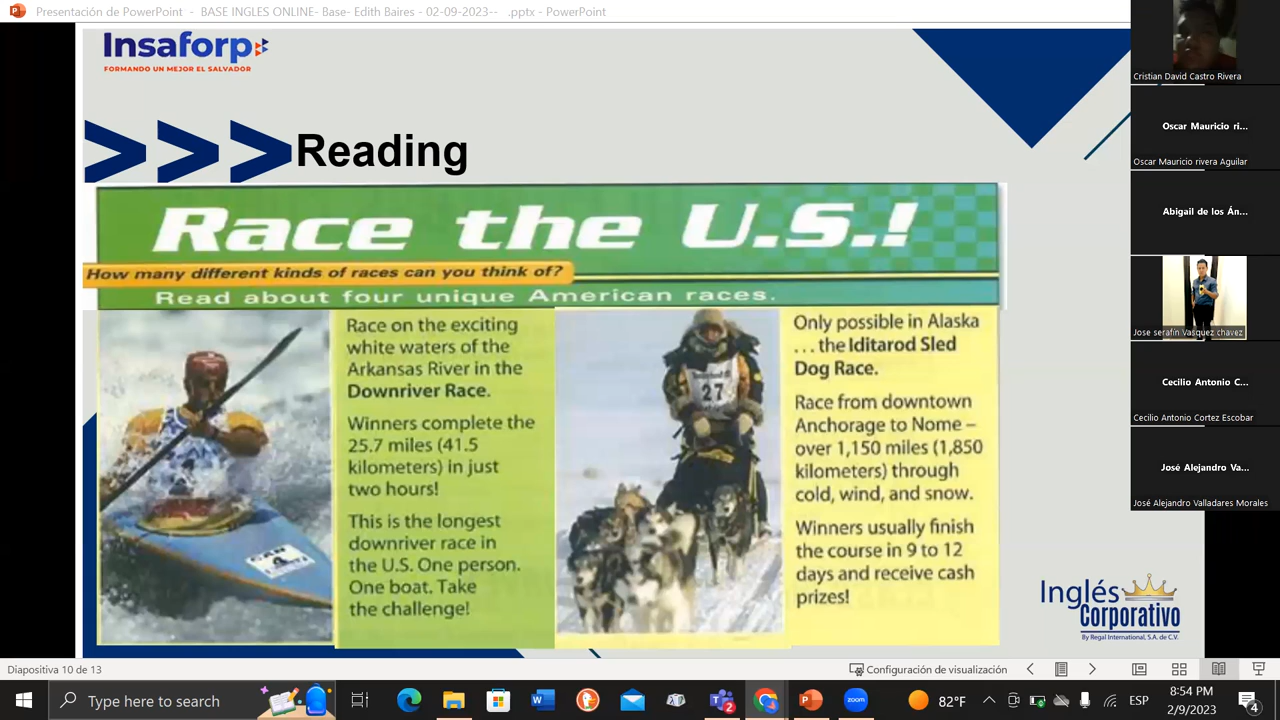 Presentación de PowerPoint - BASE INGLES ONLINE- Base- Edith Baires - 02-09-2023-- .pptx - PowerPoint
Insaforp
FORMANDO UN MEJOR EL SALVADOR
>>>Reading
Race the U.S.!
How many different kinds of races can you think of?
Read about four unique American races.
Race on the exciting
white waters of the
Arkansas River in the
Downriver Race.
Winners complete the
25.7 miles (41.5
kilometers) in just
two hours!
This is the longest
downriver race in
the U.S. One person.
One boat. Take
the challenge!
27
Only possible in Alaska
. . . the Iditarod Sled
Dog Race.
Race from downtown
Anchorage to Nome –
over 1,150 miles (1,850
kilometers) through
cold, wind, and snow.
Winners usually finish
the course in 9 to 12
days and receive cash
prizes!
Inglés
Corporativo
By Regal International, S.A. de C.V.
Cristian David Castro Rivera
Oscar Mauricio ri...
Oscar Mauricio rivera Aguilar
Abigail de los Án...
Jose serafin Vasquez chavez
Cecilio Antonio C...
Cecilio Antonio Cortez Escobar
José Alejandro Va...
José Alejandro Valladares Morales
Diapositiva 10 de 13
Configuración de visualización
Type here to search
82°F
ESP
8:54 PM
2/9/2023
4